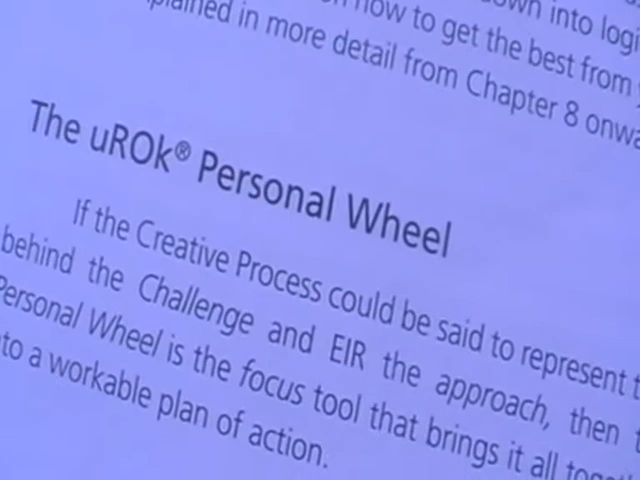 own into logi
how to get the best from
plained in more detail from Chapter 8 onwa
The uROk® Personal Wheel
If the Creative Process could be said to represent t
behind the Challenge and EIR the approach, then t
Personal Wheel is the focus tool that brings it all toge
to a workable plan of action.